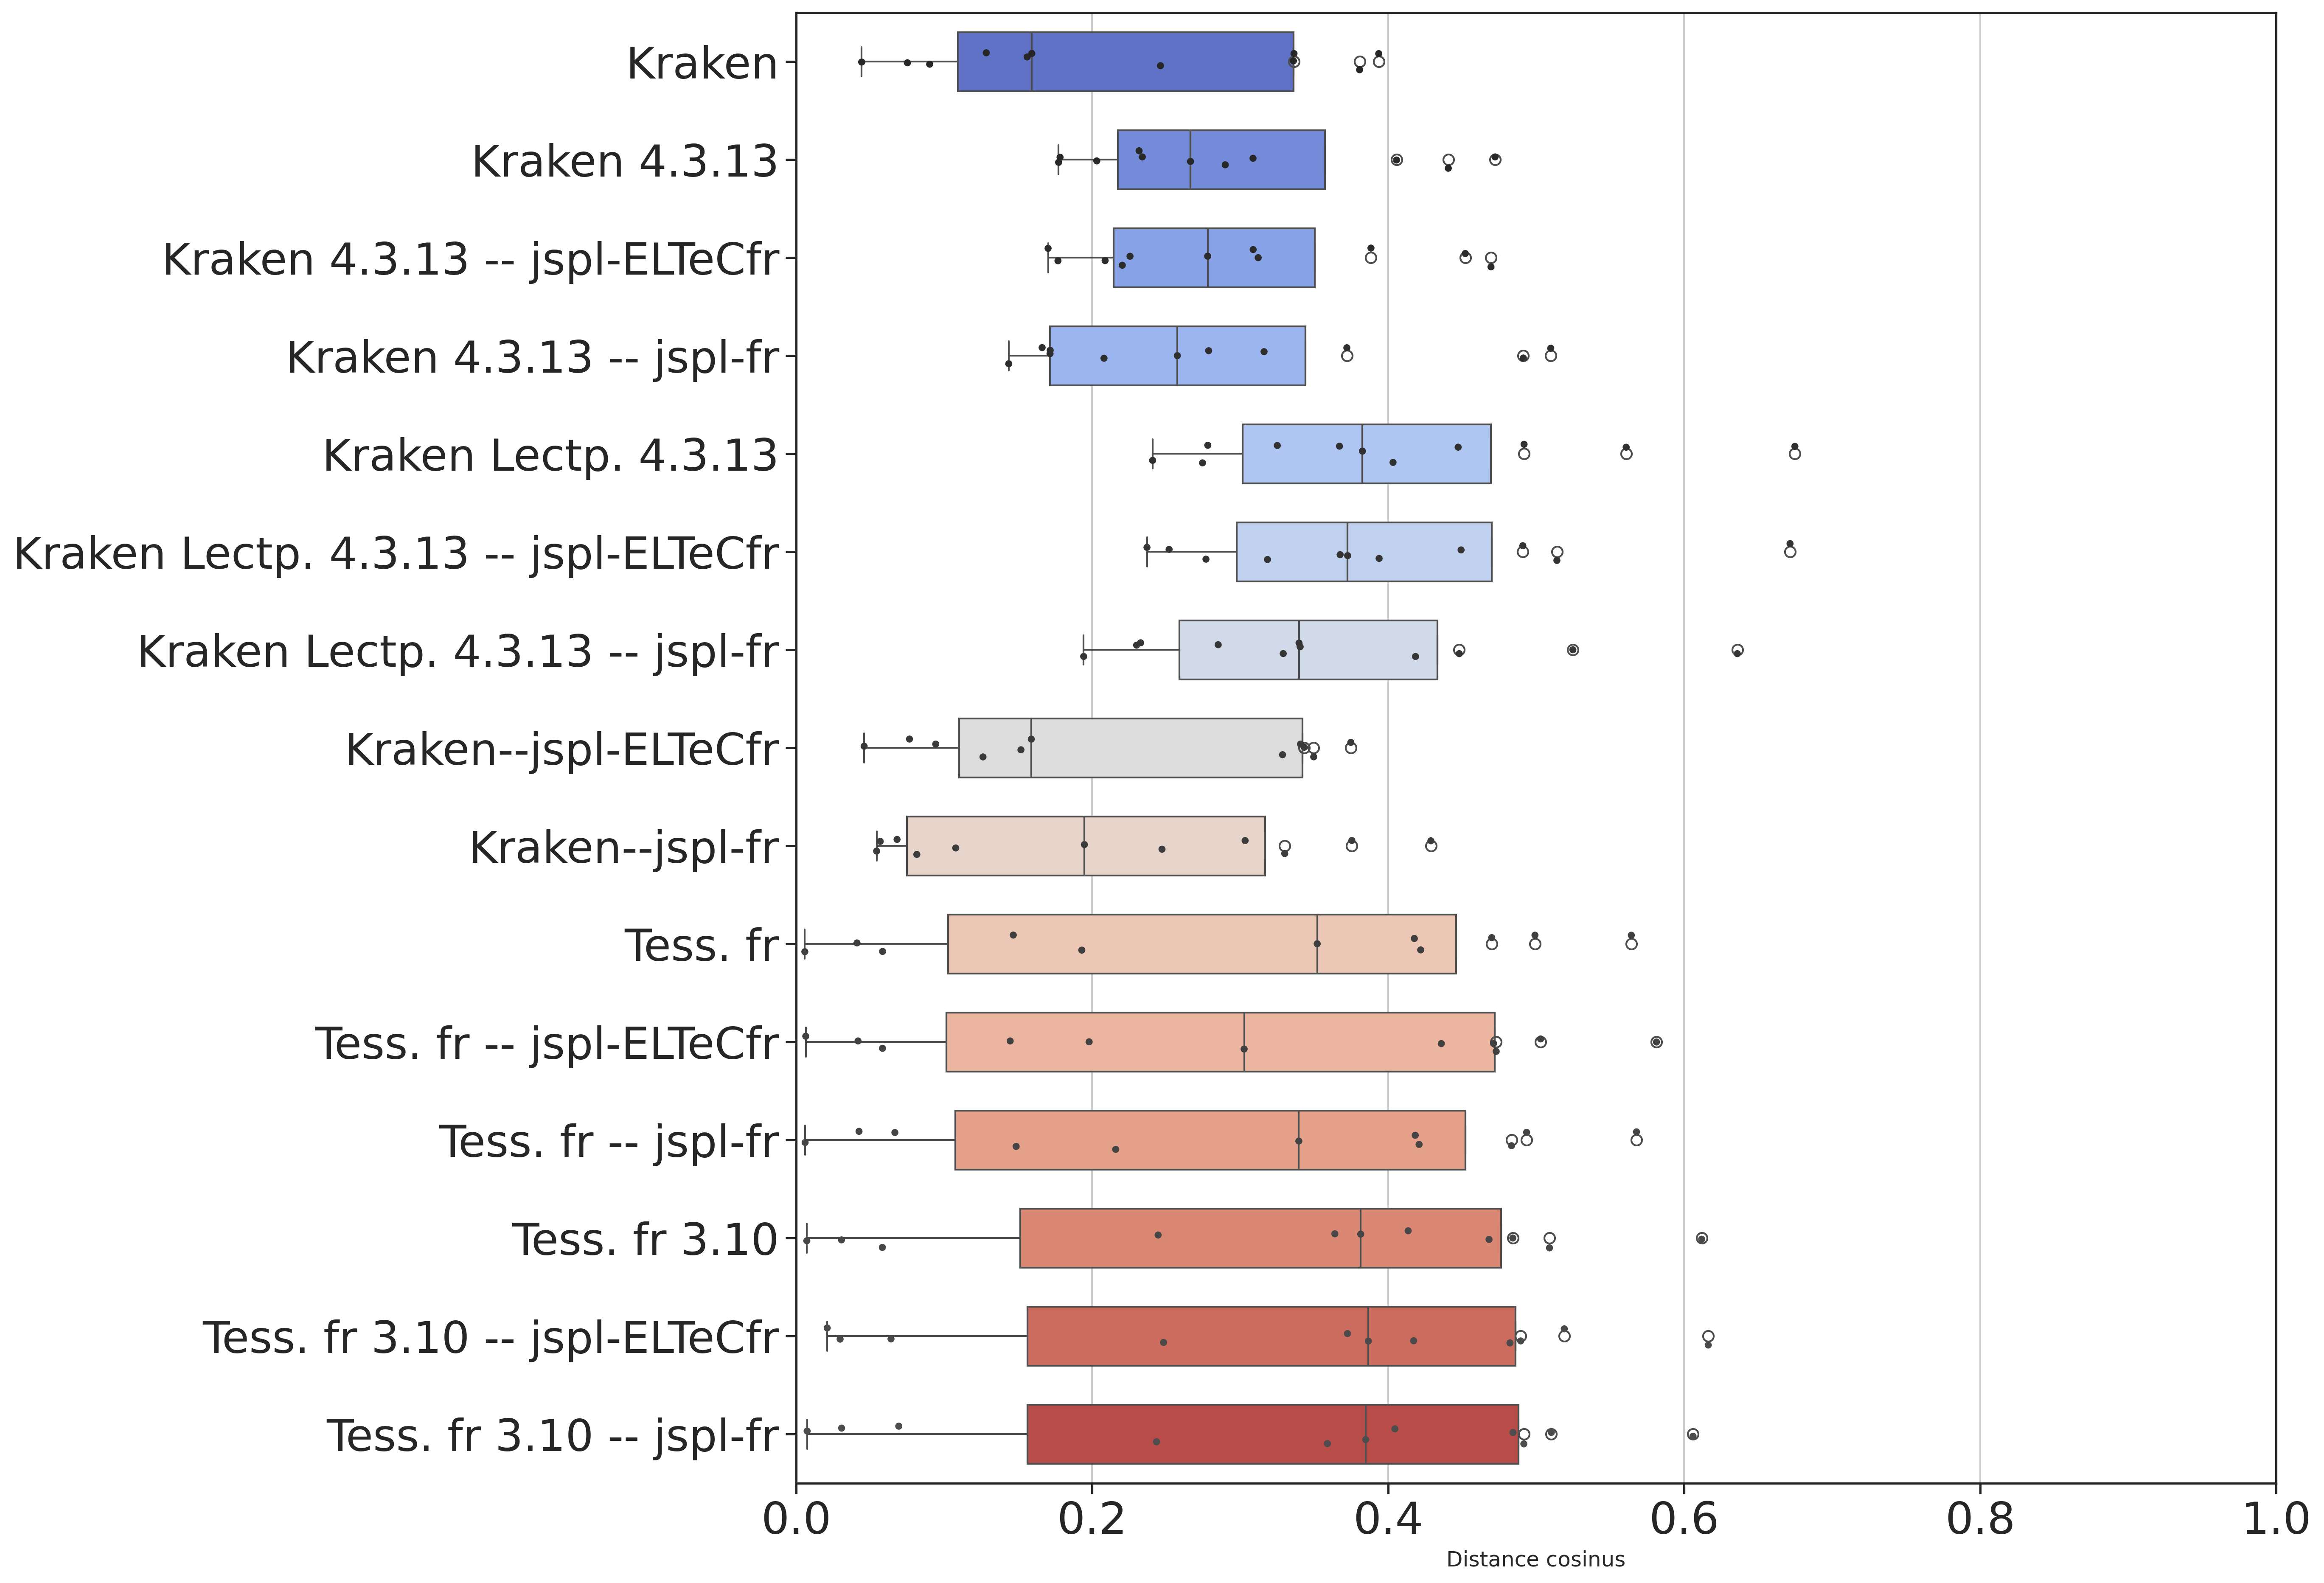 Kraken
Kraken 4.3.13
Kraken 4.3.13 -- jspl-ELTeCfr
Kraken 4.3.13 -- jspl-fr
Kraken Lectp. 4.3.13
Kraken Lectp. 4.3.13 -- jspl-ELTeCfr
Kraken Lectp. 4.3.13 -- jspl-fr
Kraken--jspl-ELTeCfr
Kraken--jspl-fr
Tess. fr
Tess. fr -- jspl-ELTeCfr
Tess. fr -- jspl-fr
Tess. fr 3.10
Tess. fr 3.10 -- jspl-ELTeCfr
Tess. fr 3.10 -- jspl-fr
0.0 0.2 0.4 0.6 0.8 1.0
Distance cosinus